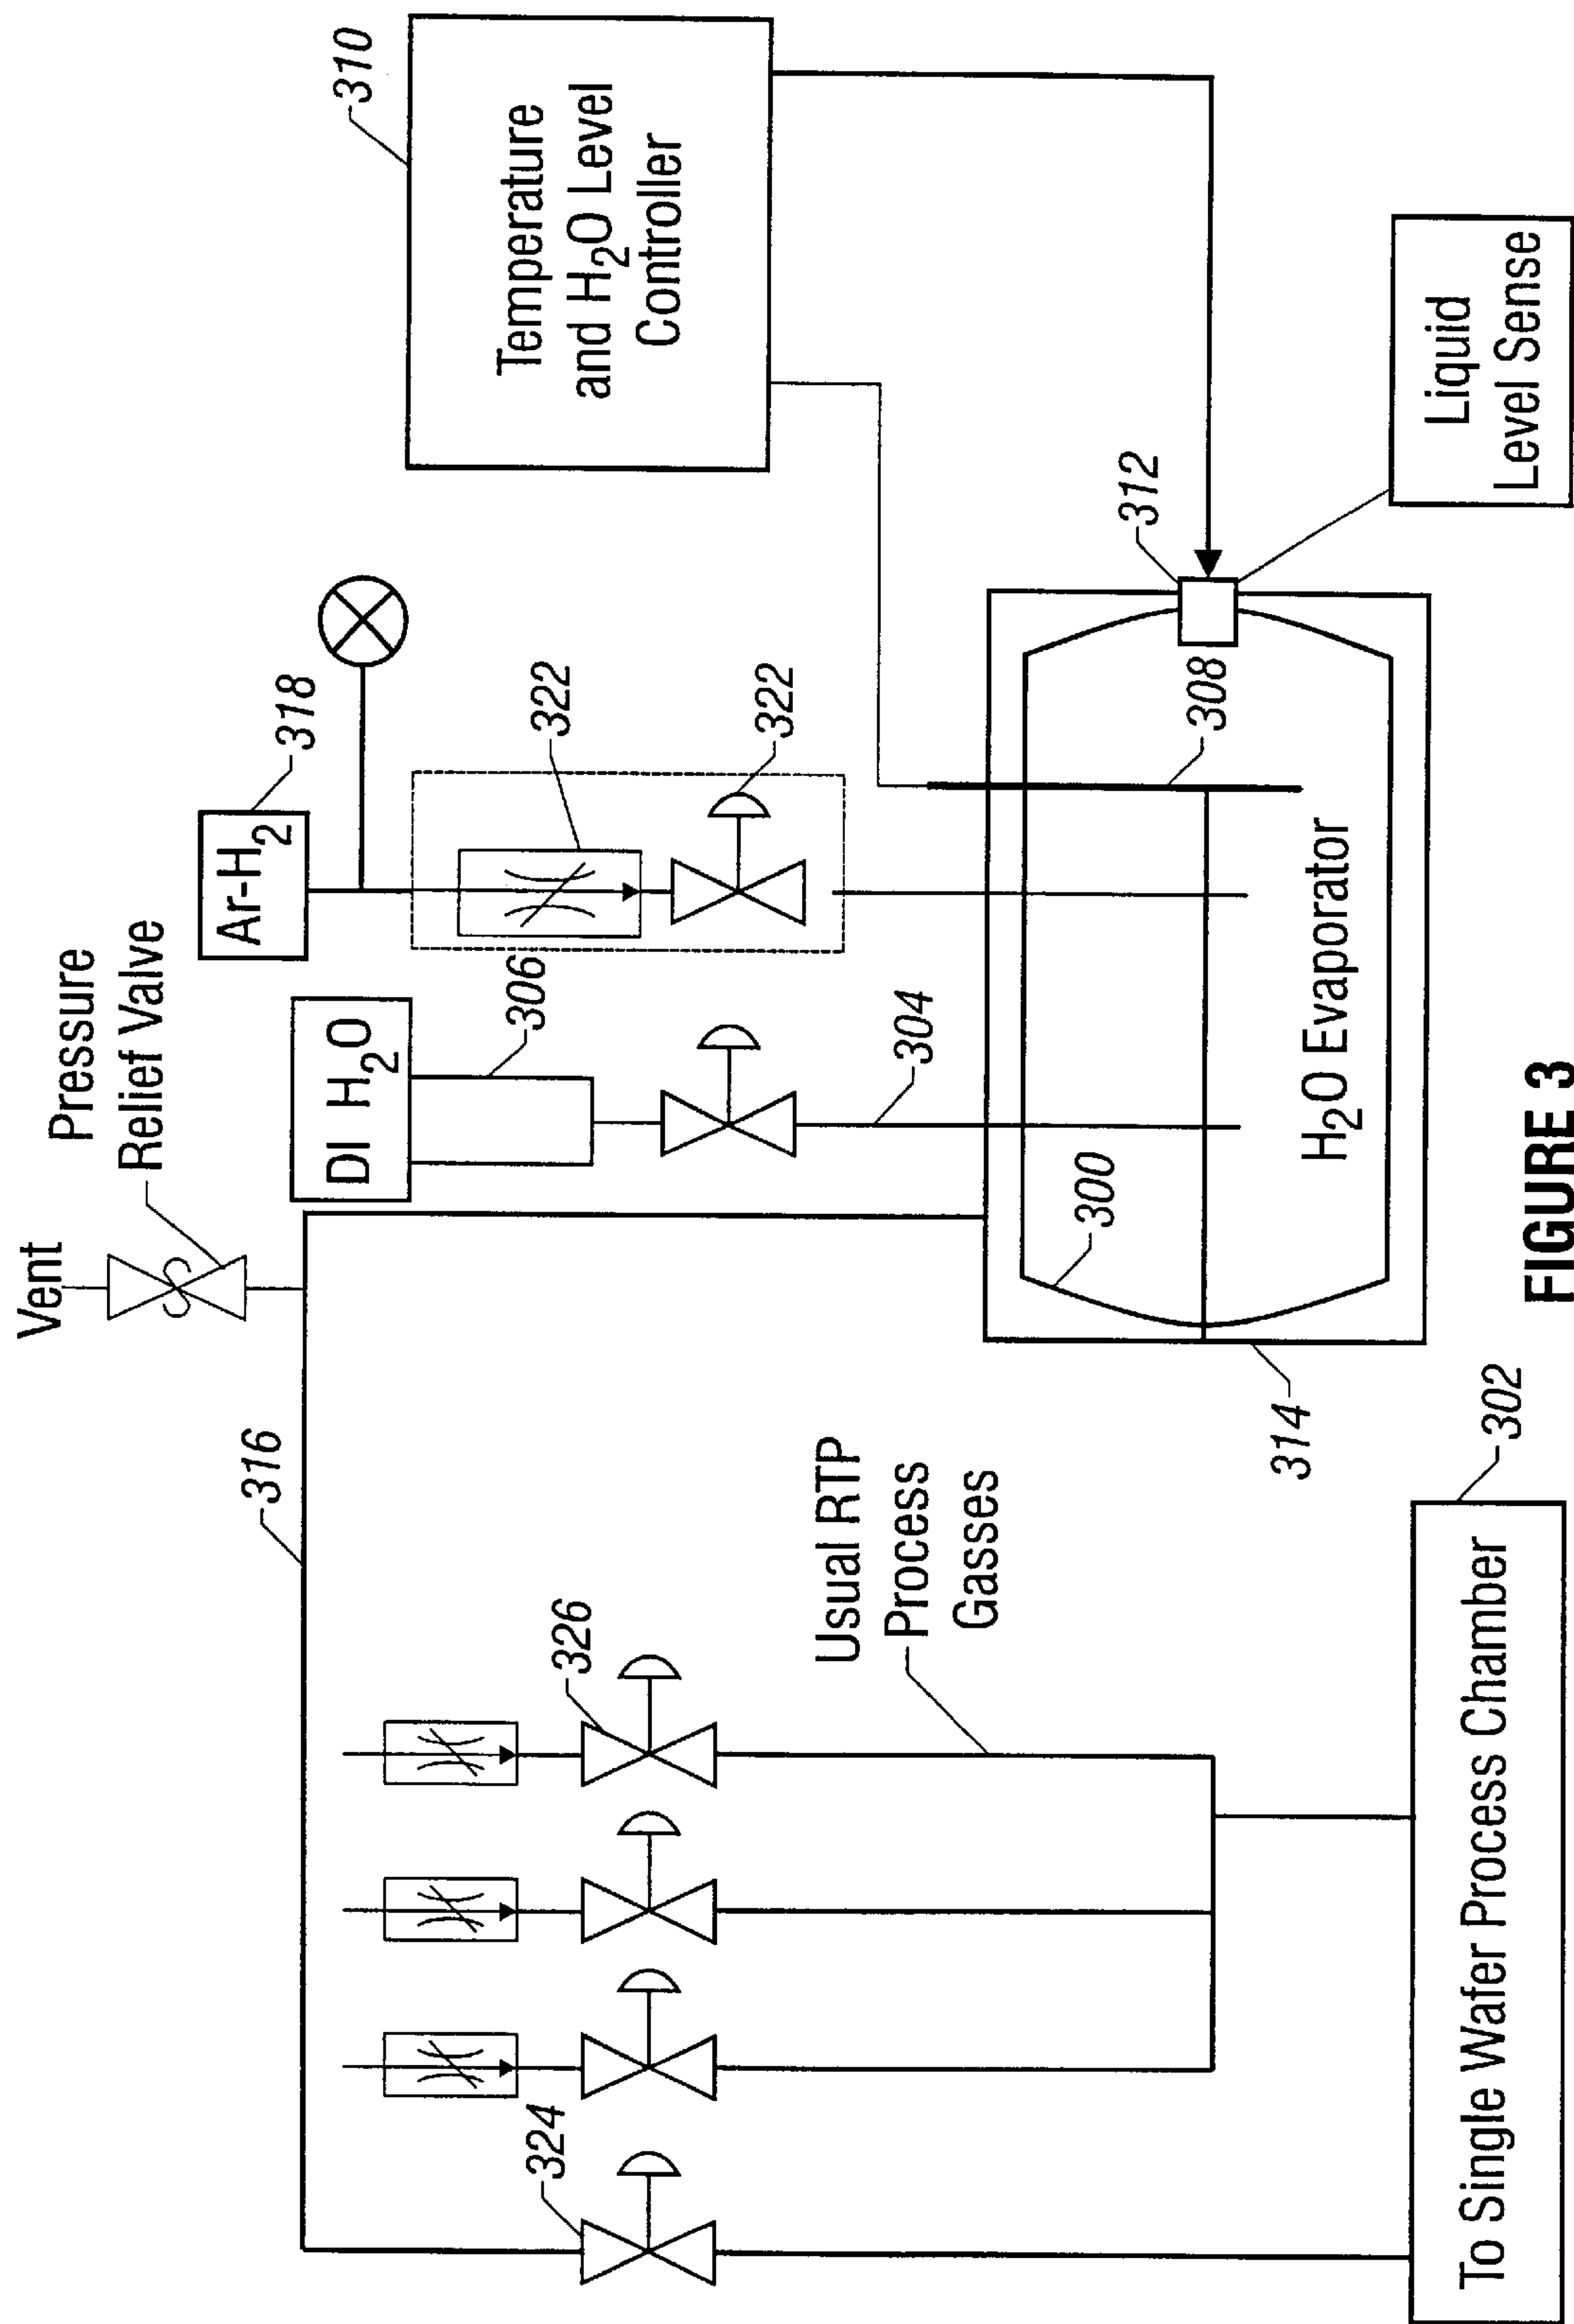 Vent
Pressure
Relief Valve
316
DI H2O
306
Ar-H2
318
322
322
310
Temperature
and H2O Level
Controller
324
326
Usual RTP
Process
Gasses
304
300
308
312
H2O Evaporator
314
Liquid
Level Sense
302
To Single Wafer Process Chamber
FIGURE 3